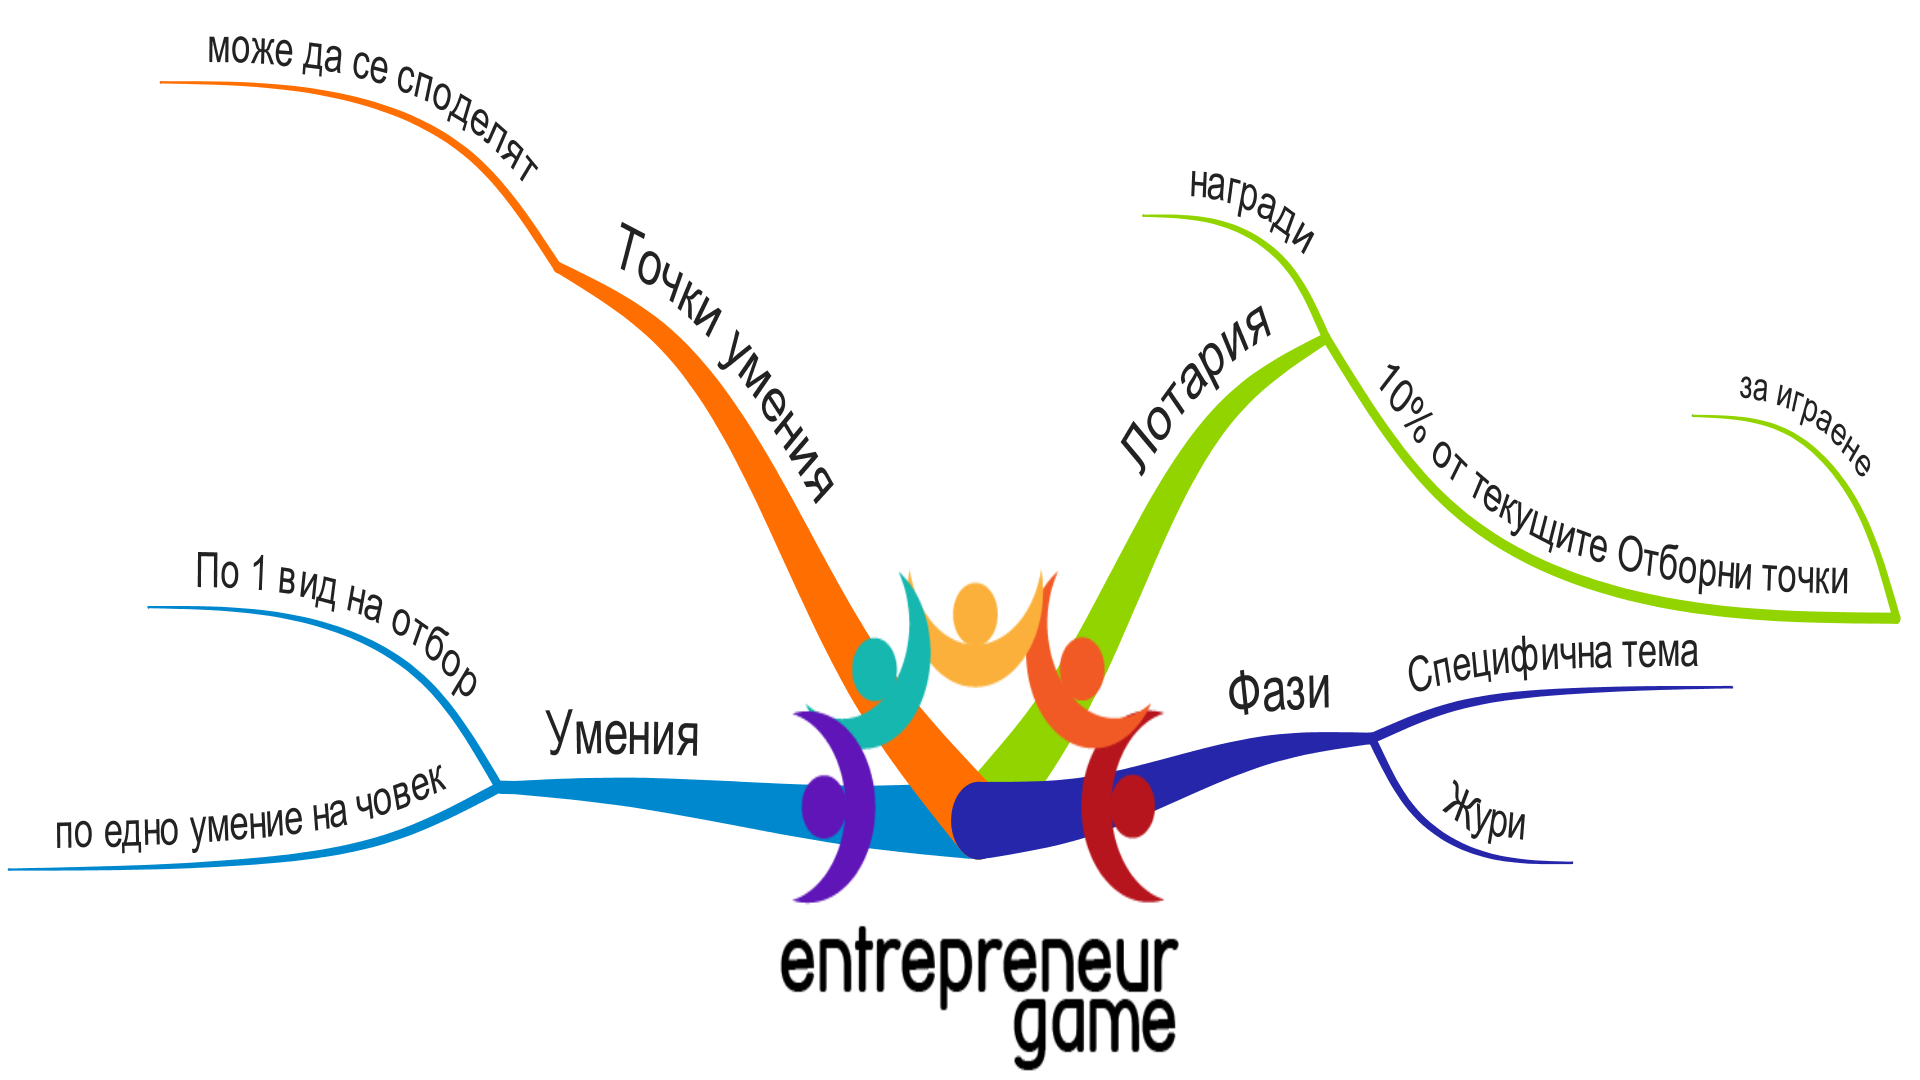 може да се споделят
Точки умения
награди
Лотария
10% от текущите Отборни точки
за играене
По 1 вид на отбор
Умения
по едно умение на човек
Фази
Специфична тема
Жури
entrepreneur
game